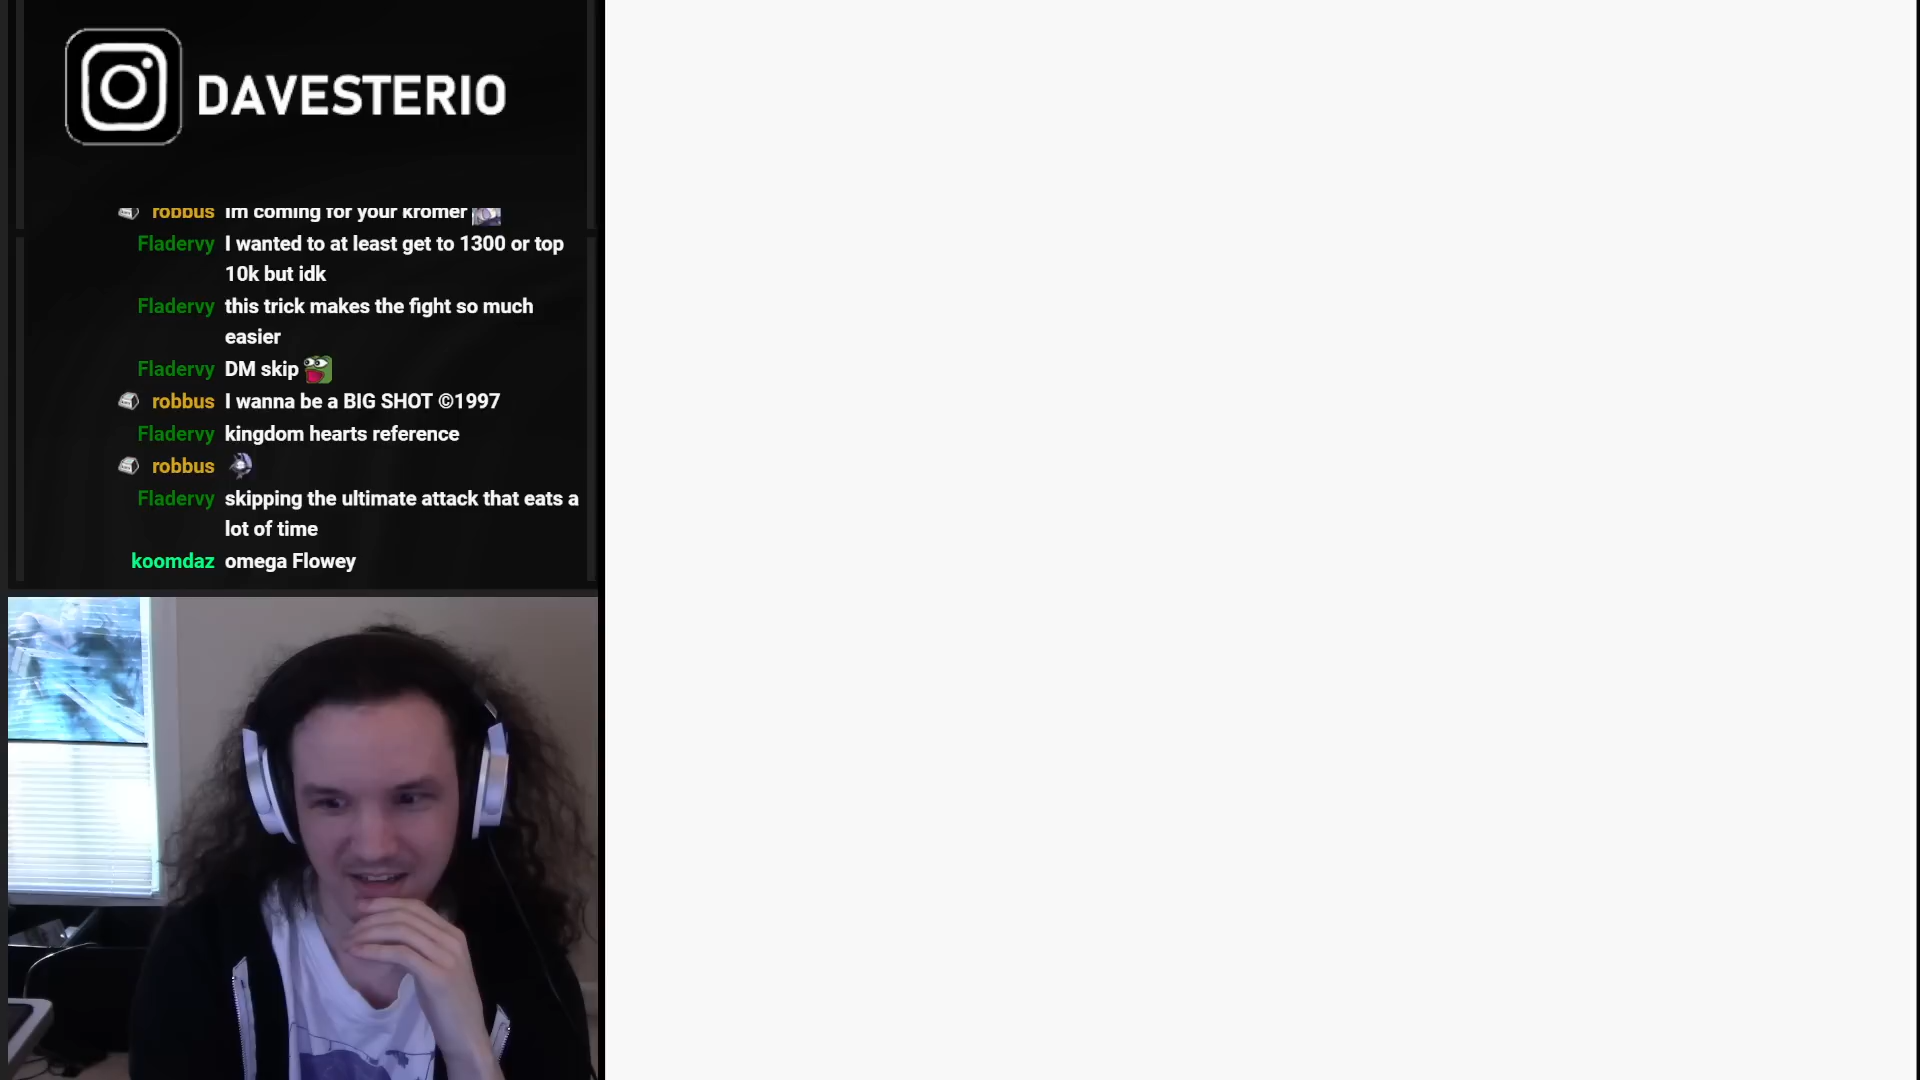 DAVESTERIO
robbus Im coming for your kromer
Fladervy I wanted to at least get to 1300 or top
10k but idk
Fladervy this trick makes the fight so much
easier
Fladervy DM skip
robbus I wanna be a BIG SHOT ©1997
Fladervy kingdom hearts reference
robbus
Fladervy skipping the ultimate attack that eats a
lot of time
koomdaz omega Flowey